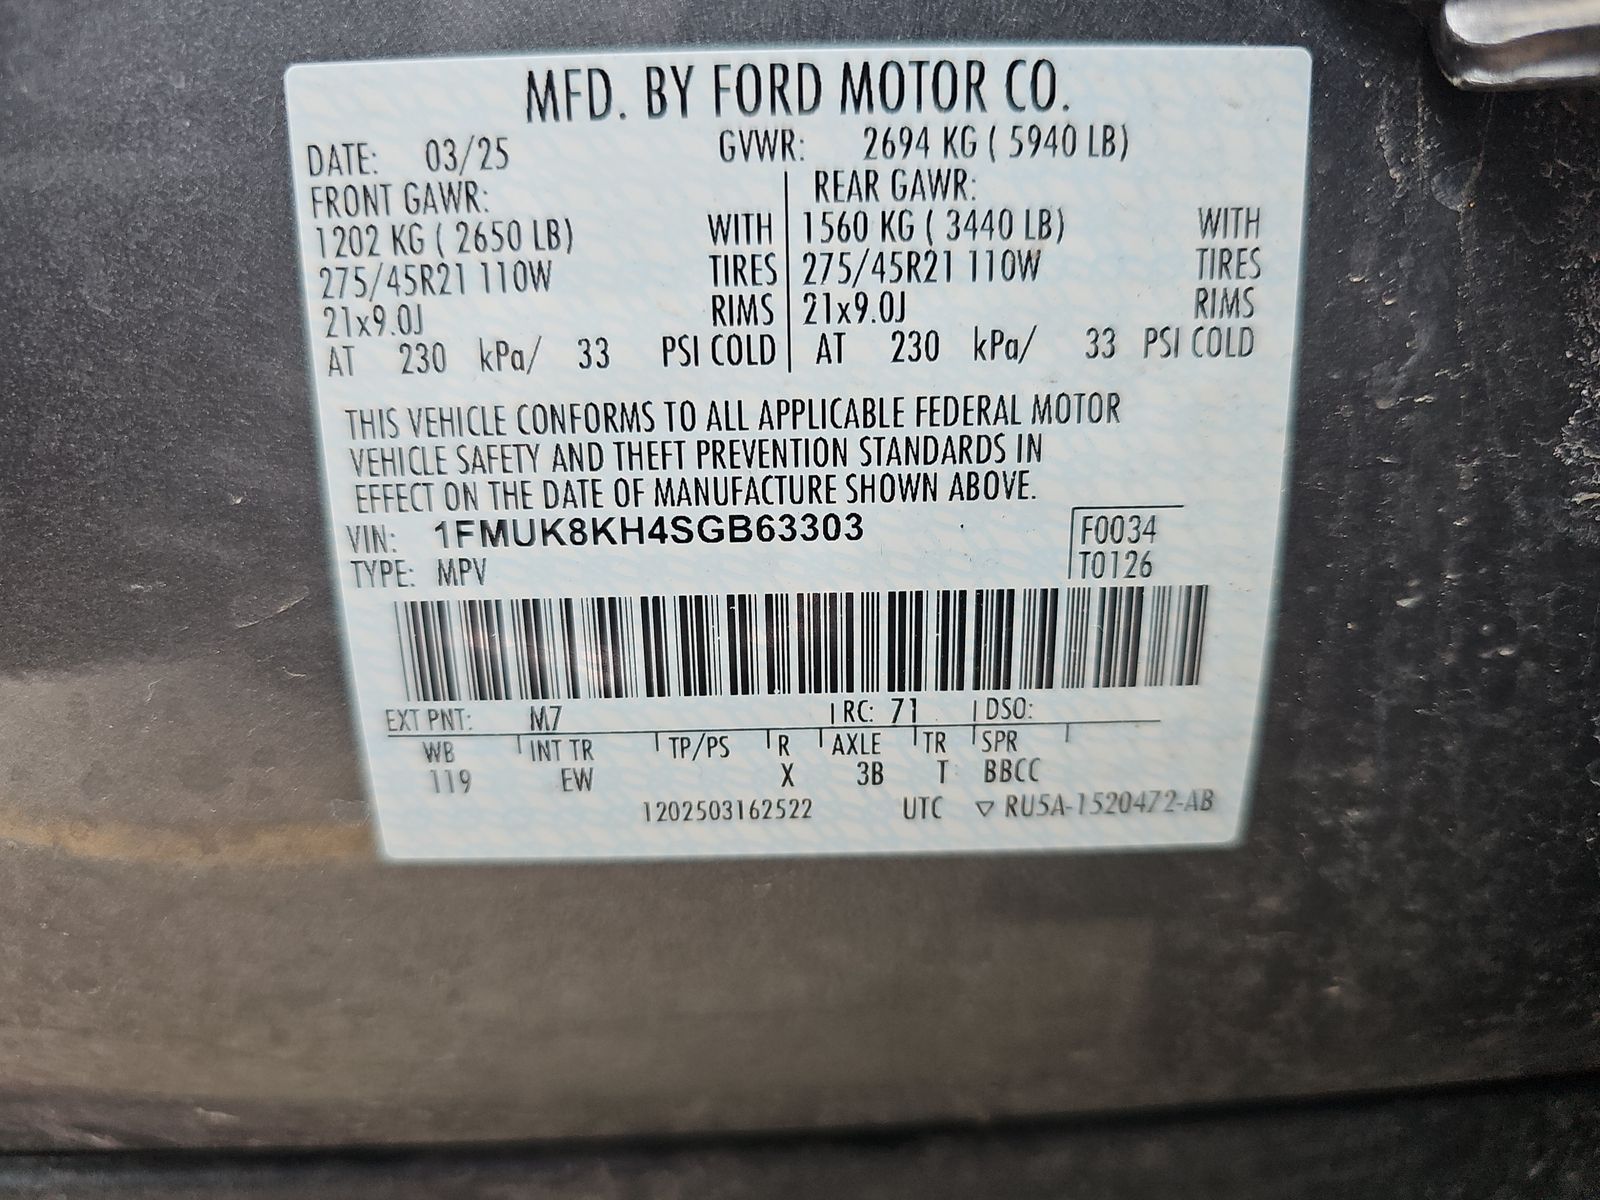 MFD. BY FORD MOTOR CO.
DATE: 03/25 GVWR: 2694 KG ( 5940 LB)
FRONT GAWR: REAR GAWR:
1202 KG ( 2650 LB) WITH 1560 KG ( 3440 LB) WITH
275/45R21 110W TIRES 275/45R21 110W TIRES
21x9.0J RIMS 21x9.0J RIMS
AT 230 kPa/ 33 PSI COLD AT 230 kPa/ 33 PSI COLD
THIS VEHICLE CONFORMS TO ALL APPLICABLE FEDERAL MOTOR
VEHICLE SAFETY AND THEFT PREVENTION STANDARDS IN
EFFECT ON THE DATE OF MANUFACTURE SHOWN ABOVE.
VIN: 1FMUK8KH4SGB63303 F0034
TYPE: MPV T0126
EXT PNT: M7 RC: 71 DSO:
WB INT TR TP/PS R AXLE TR SPR
119 EW X 3B T BBCC
1202503162522 UTC ▽ RU5A-1520472-AB